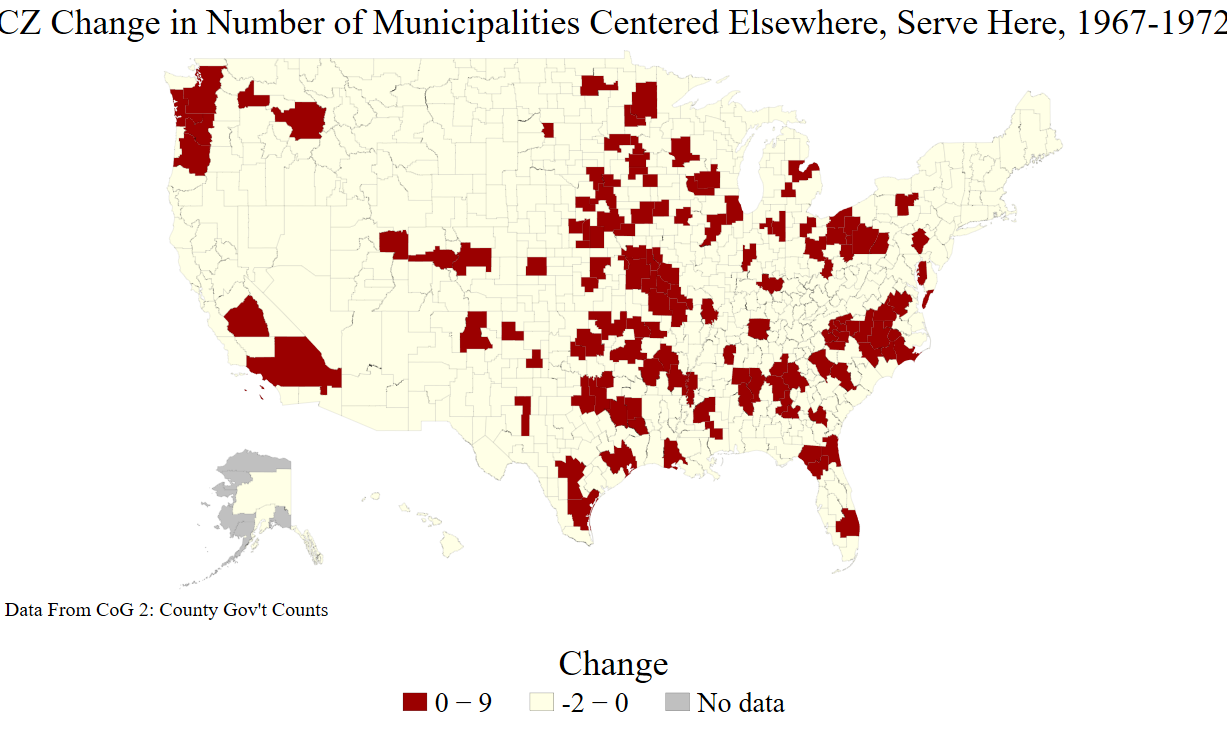 CZ Change in Number of Municipalities Centered Elsewhere, Serve Here, 1967-1972
Data From CoG 2: County Gov't Counts
Change
0 − 9
-2 − 0
No data